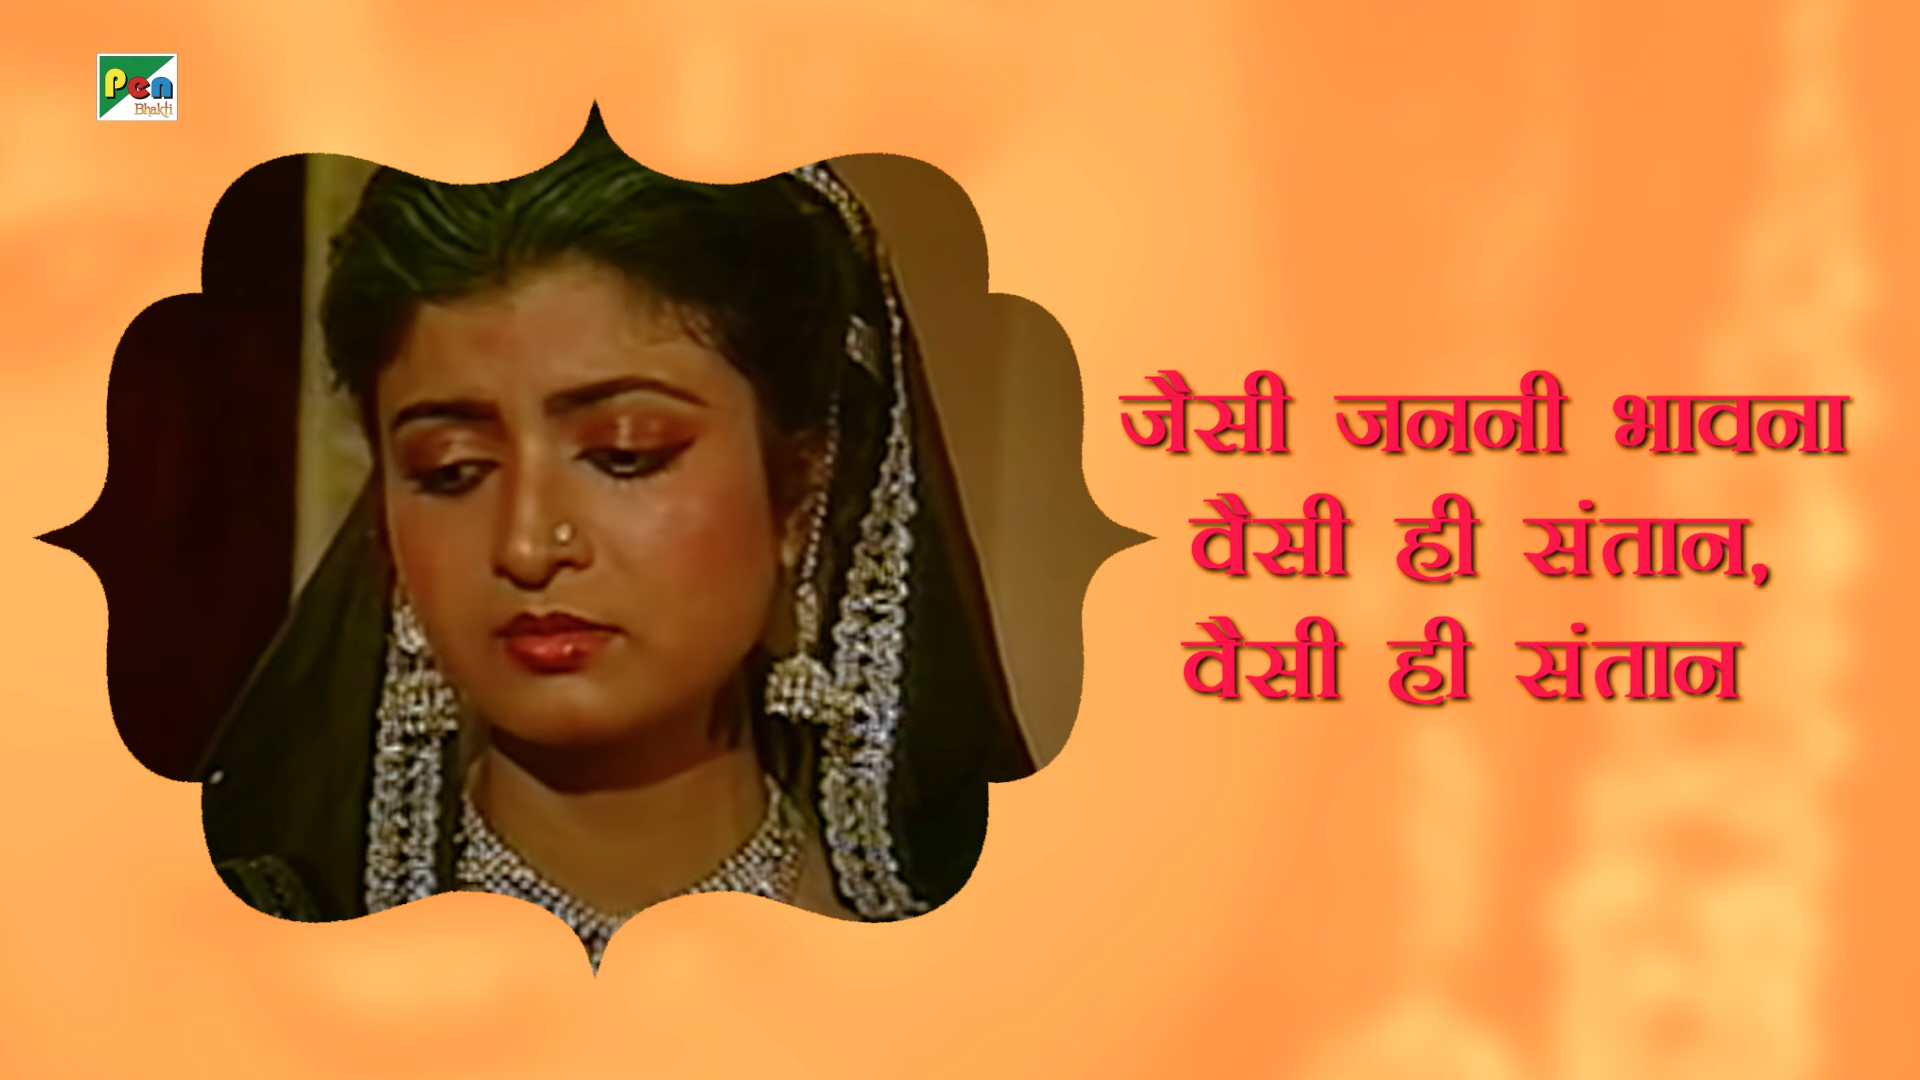 Pen
Bhakti
जैसी जननी भावना
वैसी ही संतान,
वैसी ही संतान